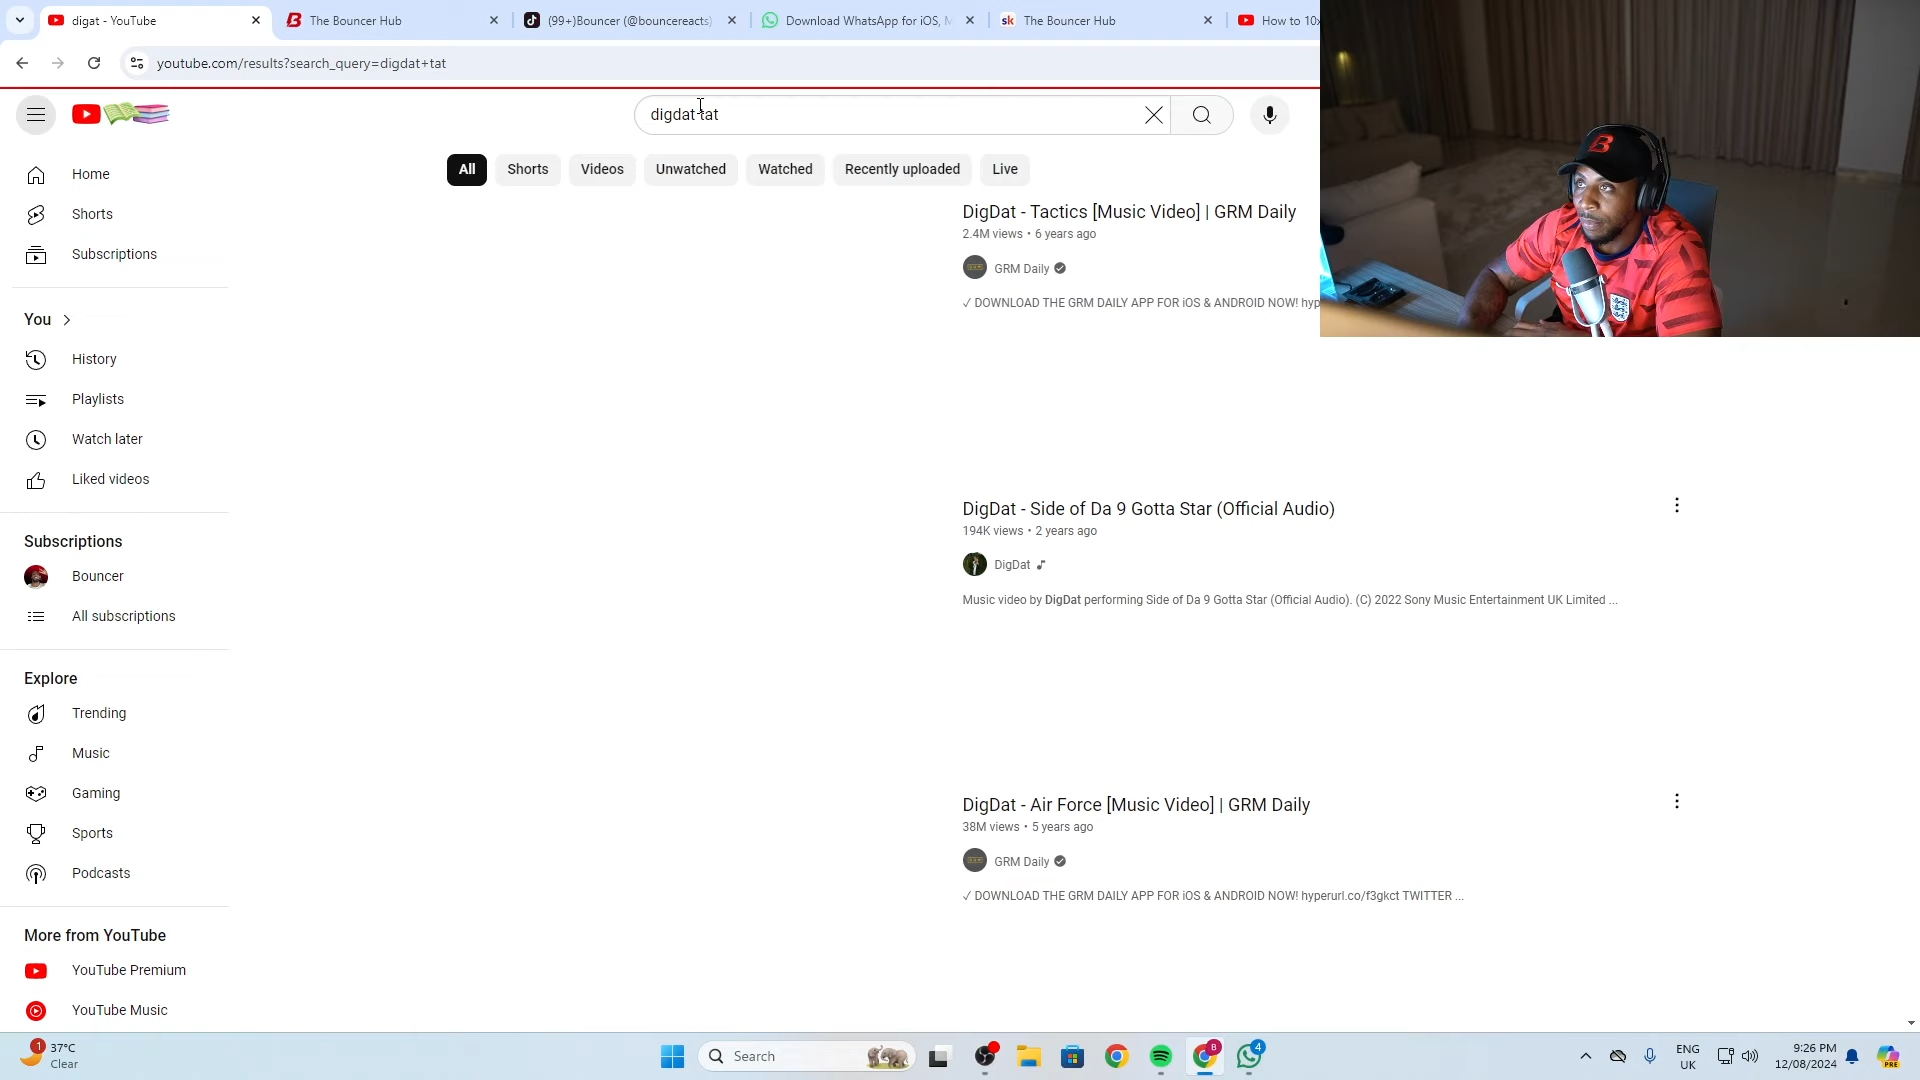 digat - YouTube
The Bouncer Hub
(99+)Bouncer (@bouncereacts)
Download WhatsApp for iOS, M
sk The Bouncer Hub
How to 10x
youtube.com/results?search_query=digdat+tat
digdat tat
All
Shorts
Videos
Unwatched
Watched
Recently uploaded
Live
Home
Shorts
Subscriptions
You
History
Playlists
Watch later
Liked videos
Subscriptions
Bouncer
All subscriptions
Explore
Trending
Music
Gaming
Sports
Podcasts
More from YouTube
YouTube Premium
YouTube Music
DigDat - Tactics [Music Video] | GRM Daily
2.4M views • 6 years ago
GRM Daily
✓ DOWNLOAD THE GRM DAILY APP FOR iOS & ANDROID NOW! hyp
DigDat - Side of Da 9 Gotta Star (Official Audio)
194K views • 2 years ago
DigDat
Music video by DigDat performing Side of Da 9 Gotta Star (Official Audio). (C) 2022 Sony Music Entertainment UK Limited ...
DigDat - Air Force [Music Video] | GRM Daily
38M views • 5 years ago
GRM Daily
✓ DOWNLOAD THE GRM DAILY APP FOR iOS & ANDROID NOW! hyperurl.co/f3gkct TWITTER ...
B
1
37°C
Clear
Search
B
4
ENG
UK
9:26 PM
12/08/2024
PRE